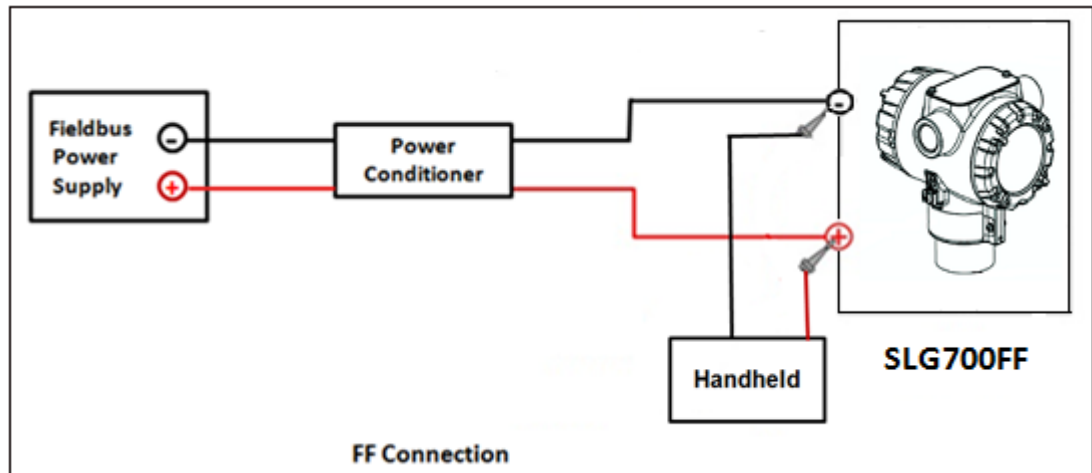 Fieldbus
Power
Supply
-
+
Power
Conditioner
-
+
Handheld
SLG700FF
FF Connection